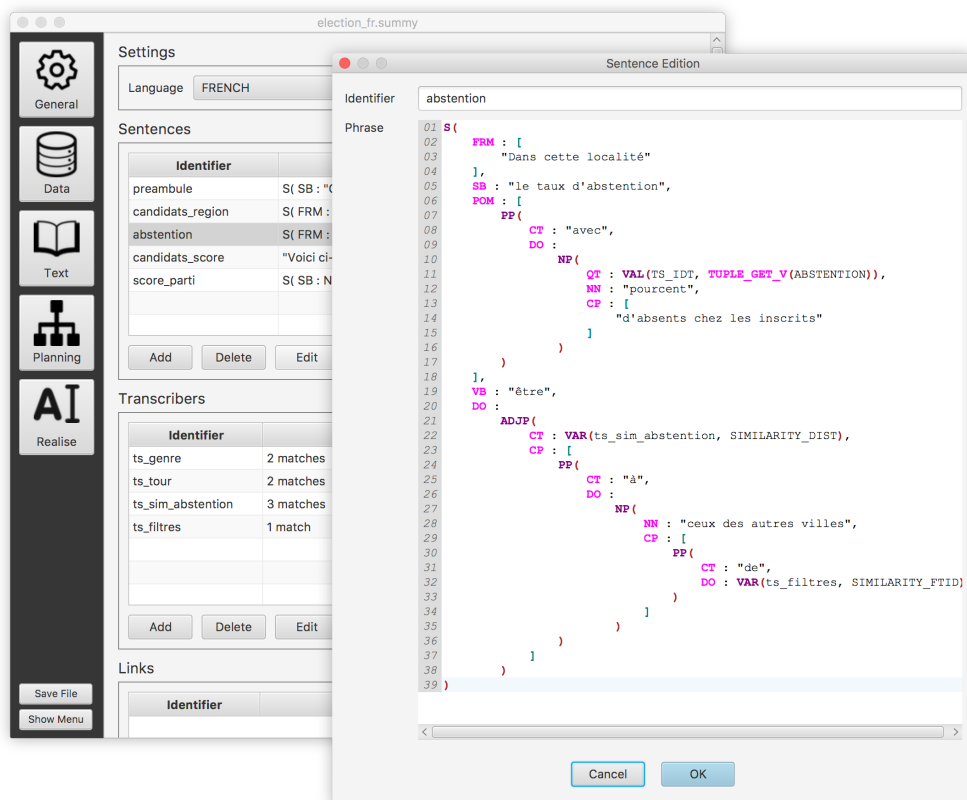 election_fr.summy
General
Data
Text
Planning
Realise
Save File
Show Menu
Settings
Language FRENCH
Sentences
Identifier
preambule S( SB : "
candidats_region S( FRM :
abstention S( FRM :
candidats_score "Voici ci-
score_parti S( SB : N
Add Delete Edit
Transcribers
Identifier
ts_genre 2 matches
ts_tour 2 matches
ts_sim_abstention 3 matches
ts_filtres 1 match
Add Delete Edit
Links
Identifier
Sentence Edition
Identifier abstention
Phrase
01 S(
02 FRM : [
03 "Dans cette localité"
04 ],
05 SB : "le taux d'abstention",
06 POM : [
07 PP(
08 CT : "avec",
09 DO :
10 NP(
11 QT : VAL(TS_IDT, TUPLE_GET_V(ABSTENTION)),
12 NN : "pourcent",
13 CP : [
14 "d'absents chez les inscrits"
15 ]
16 )
17 )
18 ],
19 VB : "être",
20 DO :
21 ADJP(
22 CT : VAR(ts_sim_abstention, SIMILARITY_DIST),
23 CP : [
24 PP(
25 CT : "à",
26 DO :
27 NP(
28 NN : "ceux des autres villes",
29 CP : [
30 PP(
31 CT : "de",
32 DO : VAR(ts_filtres, SIMILARITY_FTID)
33 )
34 ]
35 )
36 )
37 ]
38 )
39 )
Cancel OK